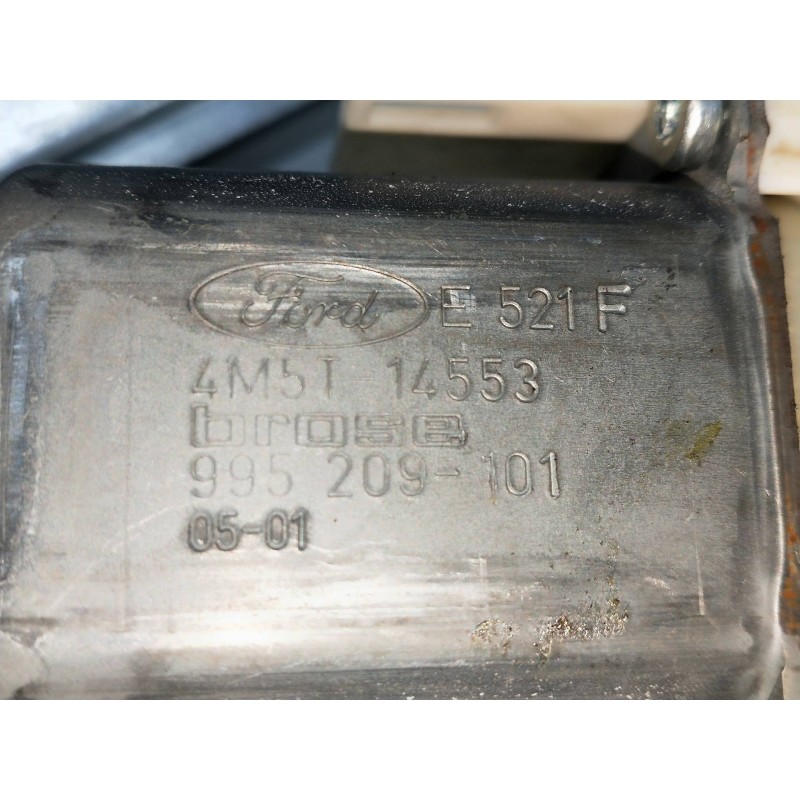 Ford E 521 F
4M5T 14553
brose
995 209-101
05-01